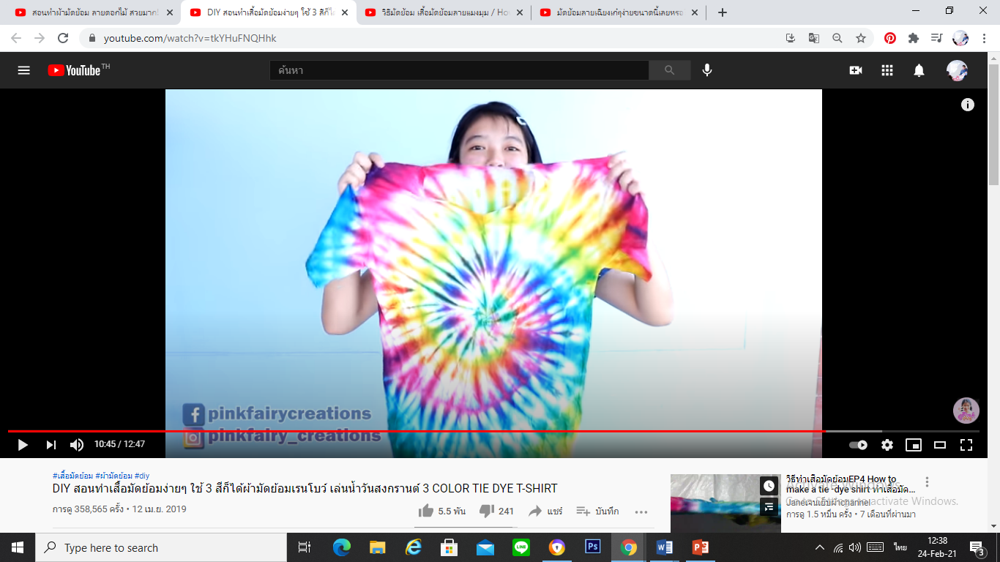 สอนทำผ้ามัดย้อม ลายดอกไม้ สวยมาก!
DIY สอนทำเสื้อมัดย้อมง่ายๆ ใช้ 3 สีก็ได้
วิธีมัดย้อม เสื้อมัดย้อมลายแมงมุม / Ho
มัดย้อมลายเฉียงเก๋ๆง่ายขนาดนี้เลยหรอ
youtube.com/watch?v=tkYHuFNQHhk
YouTube TH
ค้นหา
pinkfairycreations
pinkfairy_creations
10:45 / 12:47
#เสื้อมัดย้อม #ผ้ามัดย้อม #diy
DIY สอนทำเสื้อมัดย้อมง่ายๆ ใช้ 3 สีก็ได้ผ้ามัดย้อมเรนโบว์ เล่นน้ำวันสงกรานต์ 3 COLOR TIE DYE T-SHIRT
การดู 358,565 ครั้ง • 12 เม.ย. 2019
5.5 พัน
241
แชร์
บันทึก
วิธีทำเสื้อมัดย้อมEP4 How to
make a tie -dye shirt ทำเสื้อมัด...
Janeเจนเย็บผ้าchannel
การดู 1.5 หมื่น ครั้ง • 7 เดือนที่ผ่านมา
Activate Windows
Go to Settings to activate Windows.
Type here to search
LINE
Ps
W
P
ไทย
12:38
24-Feb-21
3